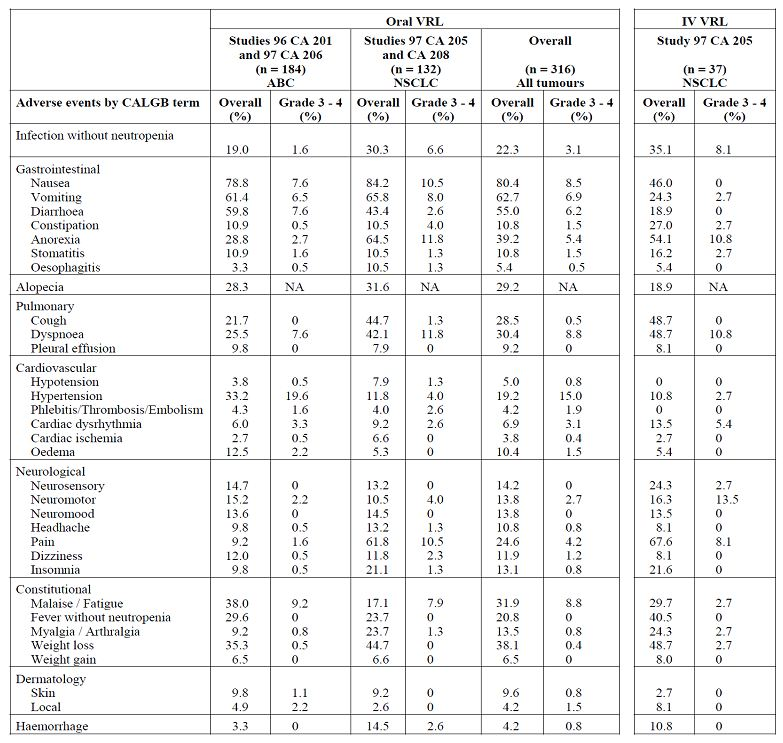 Oral VRL IV VRL
Studies 96 CA 201 Studies 97 CA 205 Overall Study 97 CA 205
and 97 CA 206 and CA 208
(n = 184) (n = 132) (n = 316) (n = 37)
ABC NSCLC All tumours NSCLC
Adverse events by CALGB term Overall Grade 3 - 4 Overall Grade 3 - 4 Overall Grade 3 - 4 Overall Grade 3 - 4
(%) (%) (%) (%) (%) (%) (%) (%)
Infection without neutropenia
19.0 1.6 30.3 6.6 22.3 3.1 35.1 8.1
Gastrointestinal
Nausea 78.8 7.6 84.2 10.5 80.4 8.5 46.0 0
Vomiting 61.4 6.5 65.8 8.0 62.7 6.9 24.3 2.7
Diarrhoea 59.8 7.6 43.4 2.6 55.0 6.2 18.9 0
Constipation 10.9 0.5 10.5 4.0 10.8 1.5 27.0 2.7
Anorexia 28.8 2.7 64.5 11.8 39.2 5.4 54.1 10.8
Stomatitis 10.9 1.6 10.5 1.3 10.8 1.5 16.2 2.7
Oesophagitis 3.3 0.5 10.5 1.3 5.4 0.5 5.4 0
Alopecia 28.3 NA 31.6 NA 29.2 NA 18.9 NA
Pulmonary
Cough 21.7 0 44.7 1.3 28.5 0.5 48.7 0
Dyspnoea 25.5 7.6 42.1 11.8 30.4 8.8 48.7 10.8
Pleural effusion 9.8 0 7.9 0 9.2 0 8.1 0
Cardiovascular
Hypotension 3.8 0.5 7.9 1.3 5.0 0.8 0 0
Hypertension 33.2 19.6 11.8 4.0 19.2 15.0 10.8 2.7
Phlebitis/Thrombosis/Embolism 4.3 1.6 4.0 2.6 4.2 1.9 0 0
Cardiac dysrhythmia 6.0 3.3 9.2 2.6 6.9 3.1 13.5 5.4
Cardiac ischemia 2.7 0.5 6.6 0 3.8 0.4 2.7 0
Oedema 12.5 2.2 5.3 0 10.4 1.5 5.4 0
Neurological
Neurosensory 14.7 0 13.2 0 14.2 0 24.3 2.7
Neuromotor 15.2 2.2 10.5 4.0 13.8 2.7 16.3 13.5
Neuromood 13.6 0 14.5 0 13.8 0 13.5 0
Headhache 9.8 0.5 13.2 1.3 10.8 0.8 8.1 0
Pain 9.2 1.6 61.8 10.5 24.6 4.2 67.6 8.1
Dizziness 12.0 0.5 11.8 2.3 11.9 1.2 8.1 0
Insomnia 9.8 0.5 21.1 1.3 13.1 0.8 21.6 0
Constitutional
Malaise / Fatigue 38.0 9.2 17.1 7.9 31.9 8.8 29.7 2.7
Fever without neutropenia 29.6 0 23.7 0 20.8 0 40.5 0
Myalgia / Arthralgia 9.2 0.8 23.7 1.3 13.5 0.8 24.3 2.7
Weight loss 35.3 0.5 44.7 0 38.1 0.4 48.7 2.7
Weight gain 6.5 0 6.6 0 6.5 0 8.0 0
Dermatology
Skin 9.8 1.1 9.2 0 9.6 0.8 2.7 0
Local 4.9 2.2 2.6 0 4.2 1.5 8.1 0
Haemorrhage 3.3 0 14.5 2.6 4.2 0.8 10.8 0